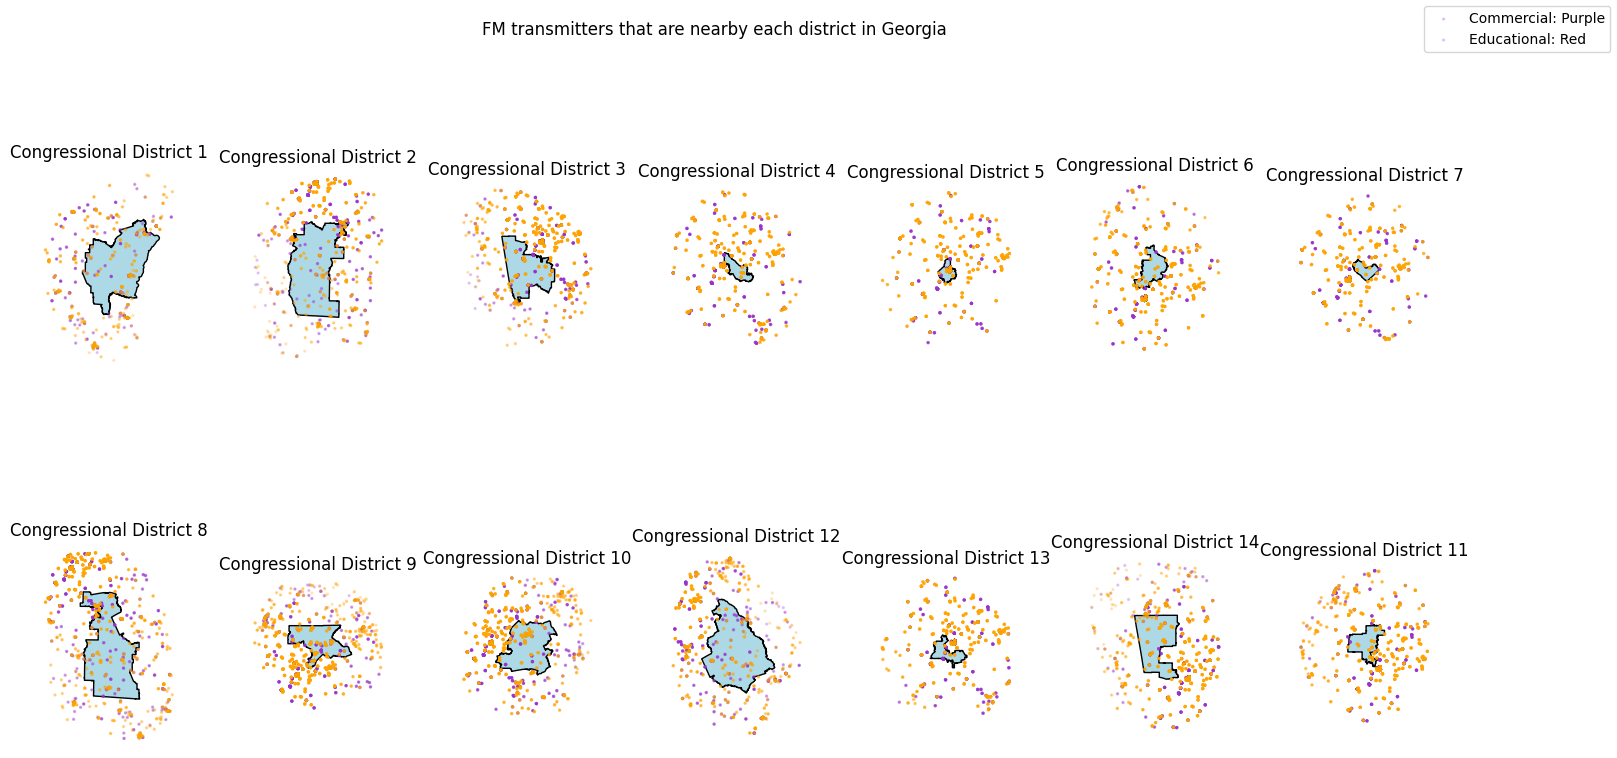 FM transmitters that are nearby each district in Georgia
Commercial: Purple
Educational: Red
Congressional District 1
Congressional District 2
Congressional District 3
Congressional District 4
Congressional District 5
Congressional District 6
Congressional District 7
Congressional District 8
Congressional District 9
Congressional District 10
Congressional District 12
Congressional District 13
Congressional District 14
Congressional District 11